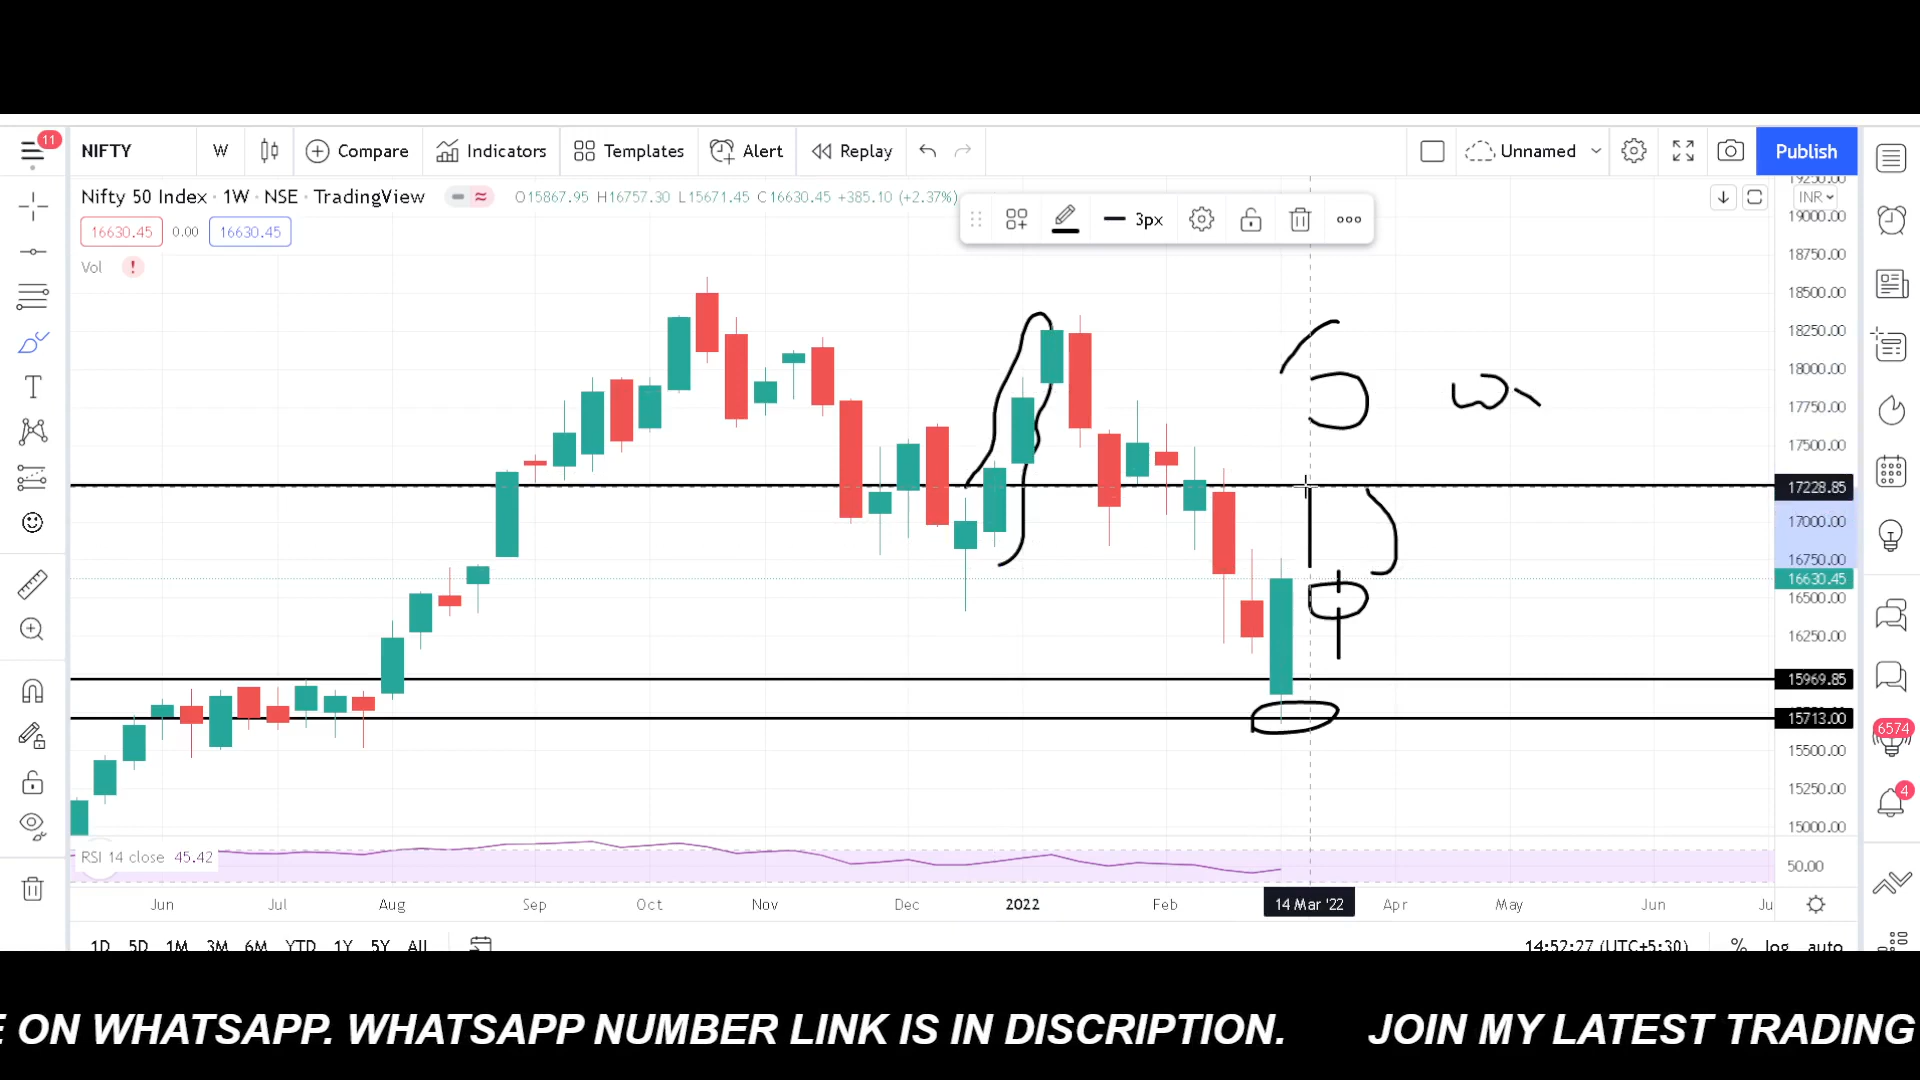 11
NIFTY W Compare Indicators Templates Alert Replay Unnamed Publish
Nifty 50 Index · 1W · NSE · TradingView O15867.95 H16757.30 L15671.45 C16630.45 +385.10 (+2.37%)
3px
INR
16630.45 0.00 16630.45
Vol !
19250.00
19000.00
18750.00
18500.00
18250.00
18000.00
17750.00
17500.00
17228.85
17000.00
16750.00
16630.45
16500.00
16250.00
15969.85
15713.00
15500.00
15250.00
15000.00
6574
4
RSI 14 close 45.42
50.00
Jun Jul Aug Sep Oct Nov Dec 2022 Feb 14 Mar '22 Apr May Jun Ju
1D 5D 1M 3M 6M YTD 1Y 5Y All 14:52:27 (UTC+5:30) % log auto
E ON WHATSAPP. WHATSAPP NUMBER LINK IS IN DISCRIPTION. JOIN MY LATEST TRADING